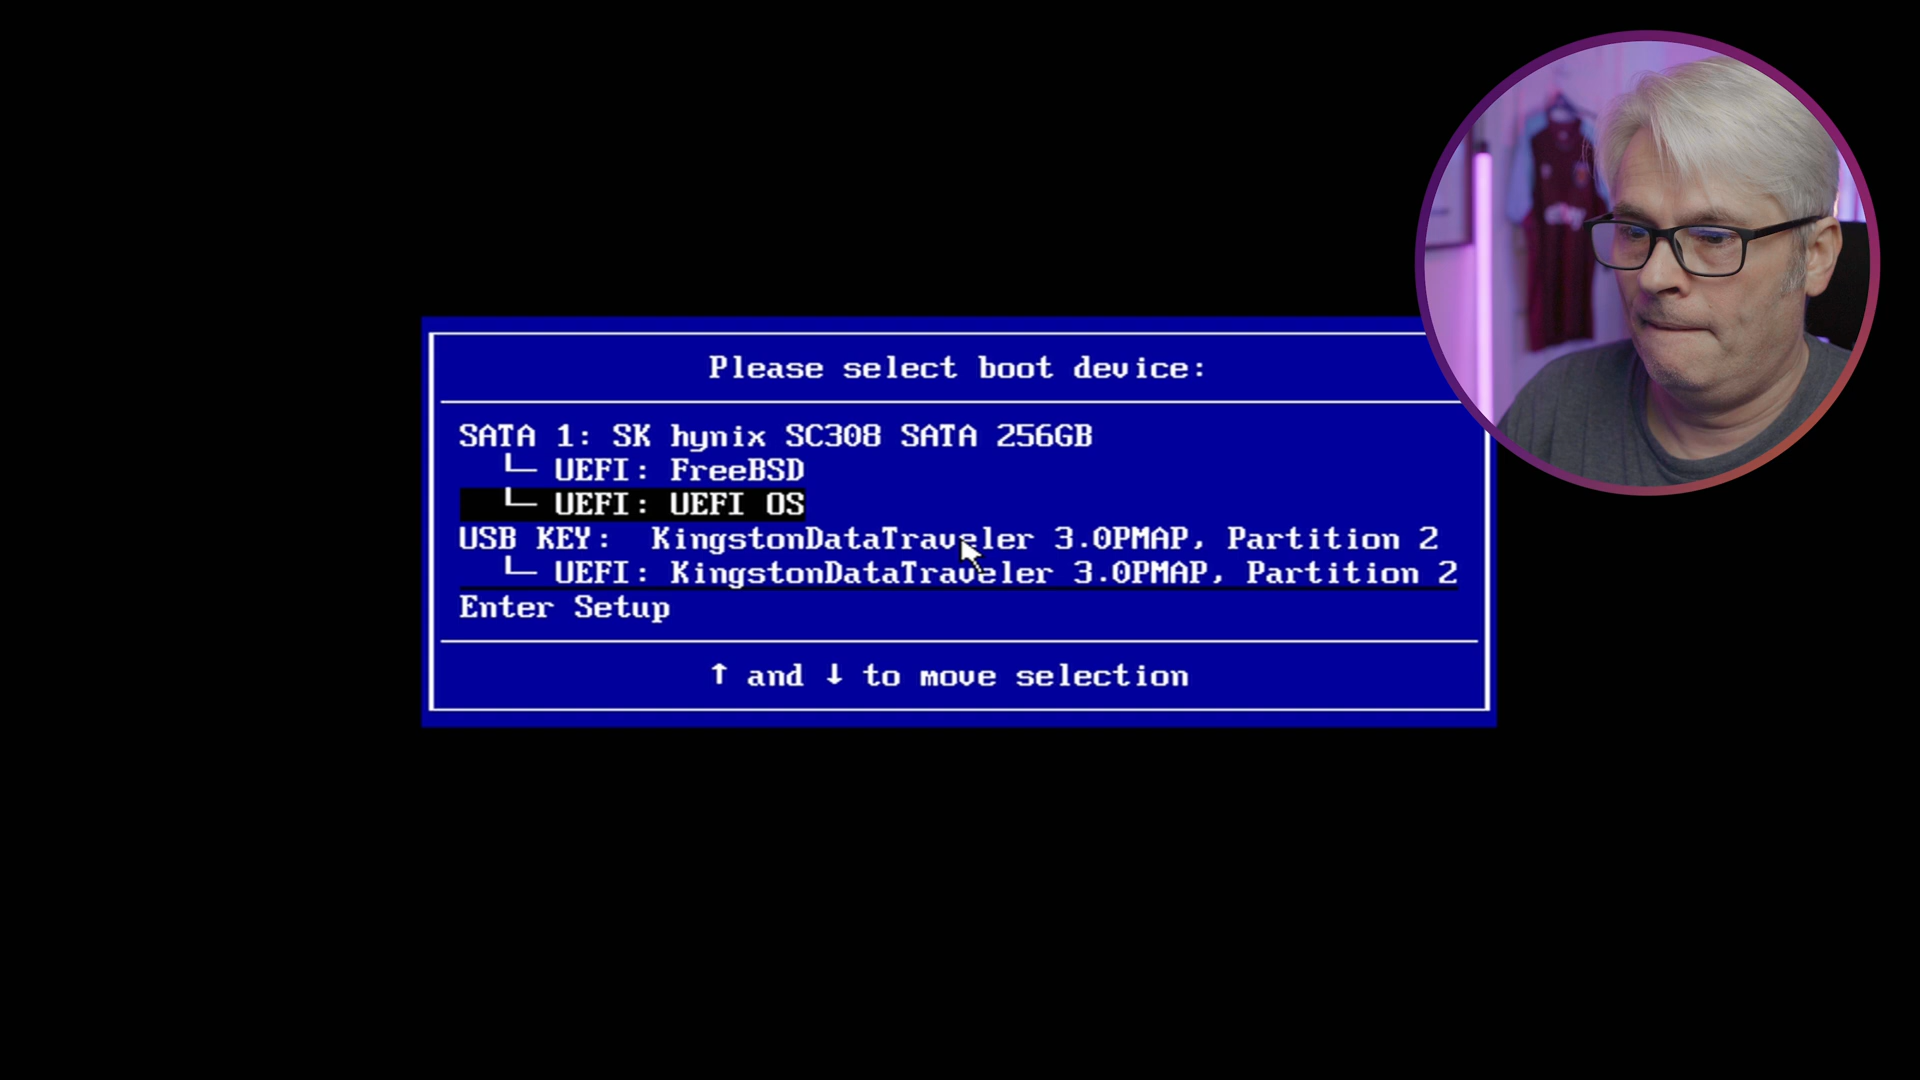 Please select boot device:
SATA 1: SK hynix SC308 SATA 256GB
└─ UEFI: FreeBSD
└─ UEFI: UEFI OS
USB KEY:  KingstonDataTraveler 3.0PMAP, Partition 2
└─ UEFI: KingstonDataTraveler 3.0PMAP, Partition 2
Enter Setup
↑ and ↓ to move selection